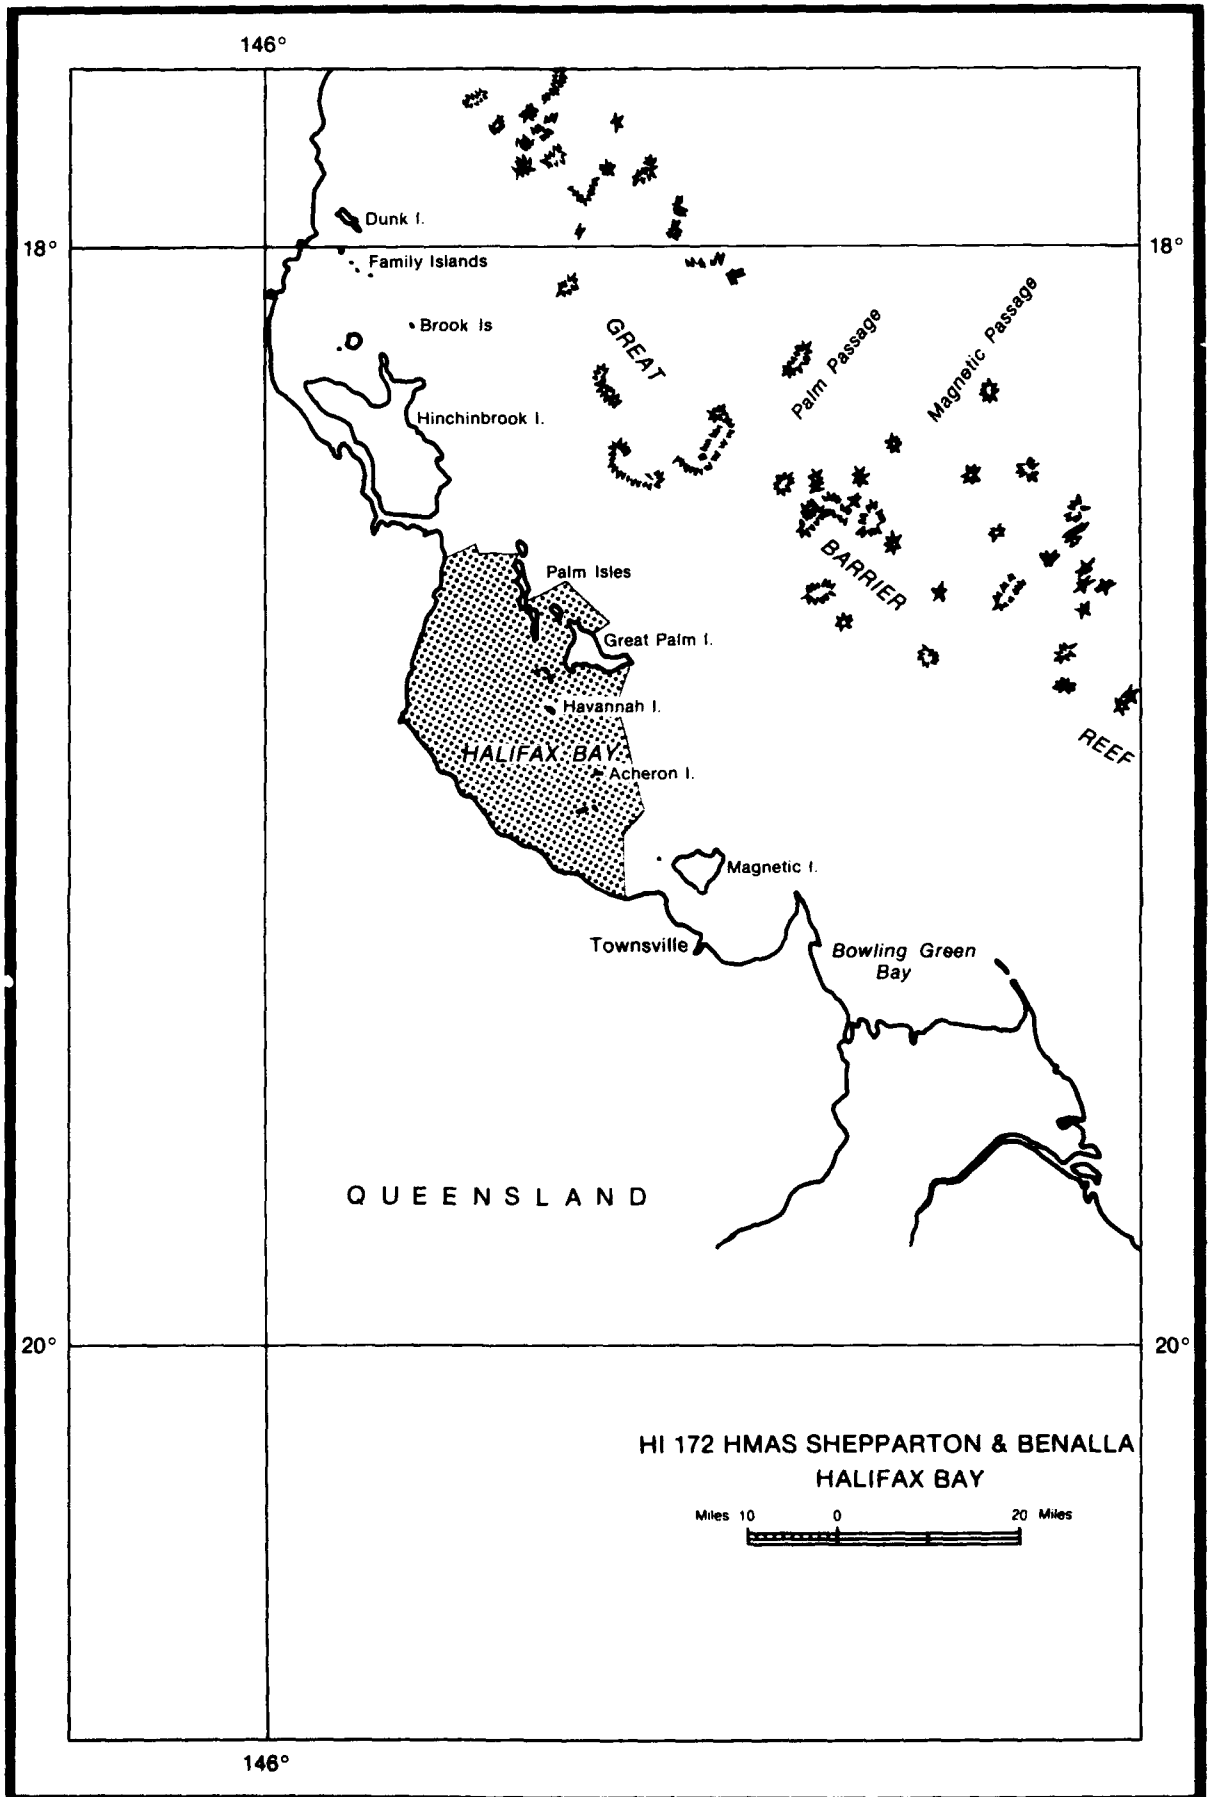 146°
Dunk I.
18°
18°
Family Islands
Brook Is
GREAT
Palm Passage
Magnetic Passage
Hinchinbrook I.
BARRIER
Palm Isles
Great Palm I.
Havannah I.
REEF
HALIFAX BAY
Acheron I.
Magnetic I.
Townsville
Bowling Green
Bay
QUEENSLAND
20°
20°
HI 172 HMAS SHEPPARTON & BENALLA
HALIFAX BAY
Miles 10 0 20 Miles
146°